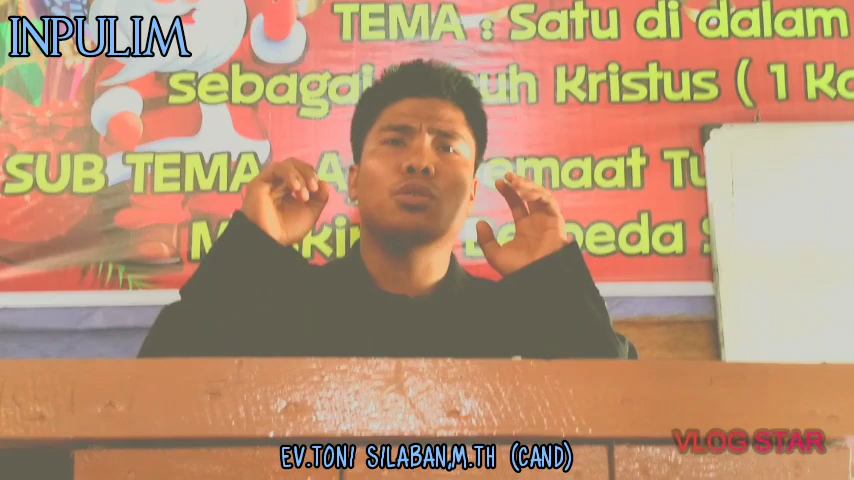 INPULIM
TEMA : Satu di dalam
sebagai uh Kristus ( 1 Ko
SUB TEMA : A emaat Tu
VLOG STAR
EV.TONI SILABAN,M.TH (CAND)